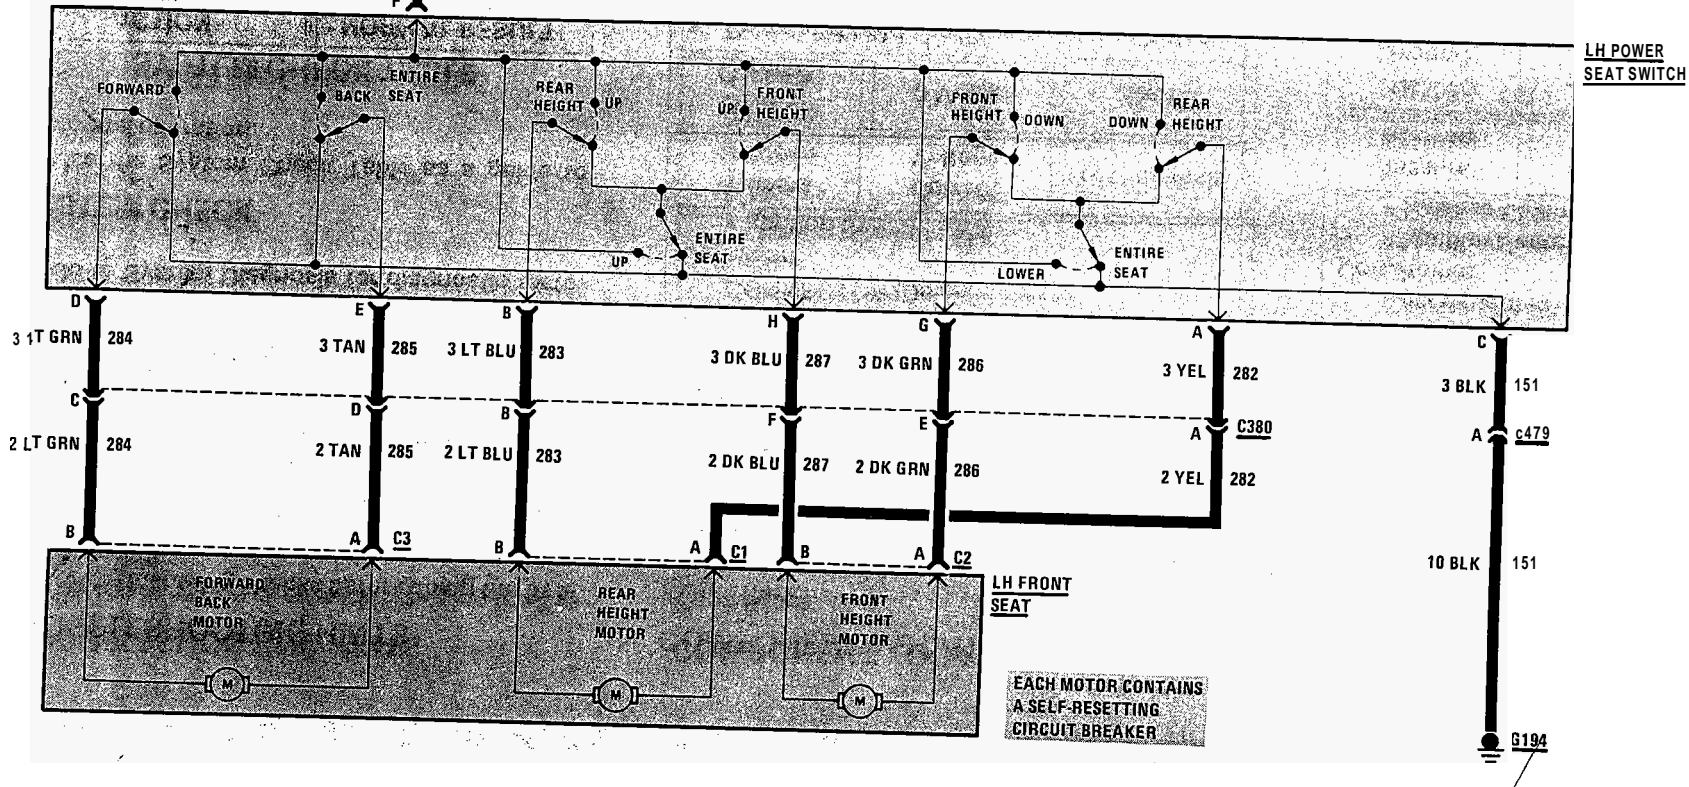 LH POWER
SEAT SWITCH
FORWARD
BACK
ENTIRE
SEAT
REAR
HEIGHT
UP
UP
FRONT
HEIGHT
FRONT
HEIGHT
DOWN
DOWN
REAR
HEIGHT
UP
ENTIRE
SEAT
LOWER
ENTIRE
SEAT
D
E
B
H
G
A
C
3 LT GRN 284
3 TAN 285
3 LT BLU 283
3 DK BLU 287
3 DK GRN 286
3 YEL 282
3 BLK 151
C
D
B
F
E
A C380
A c479
2 LT GRN 284
2 TAN 285
2 LT BLU 283
2 DK BLU 287
2 DK GRN 286
2 YEL 282
10 BLK 151
B
A C3
B
A C1
B
A C2
FORWARD
BACK
MOTOR
REAR
HEIGHT
MOTOR
FRONT
HEIGHT
MOTOR
LH FRONT
SEAT
M
M
M
EACH MOTOR CONTAINS
A SELF-RESETTING
CIRCUIT BREAKER
G194